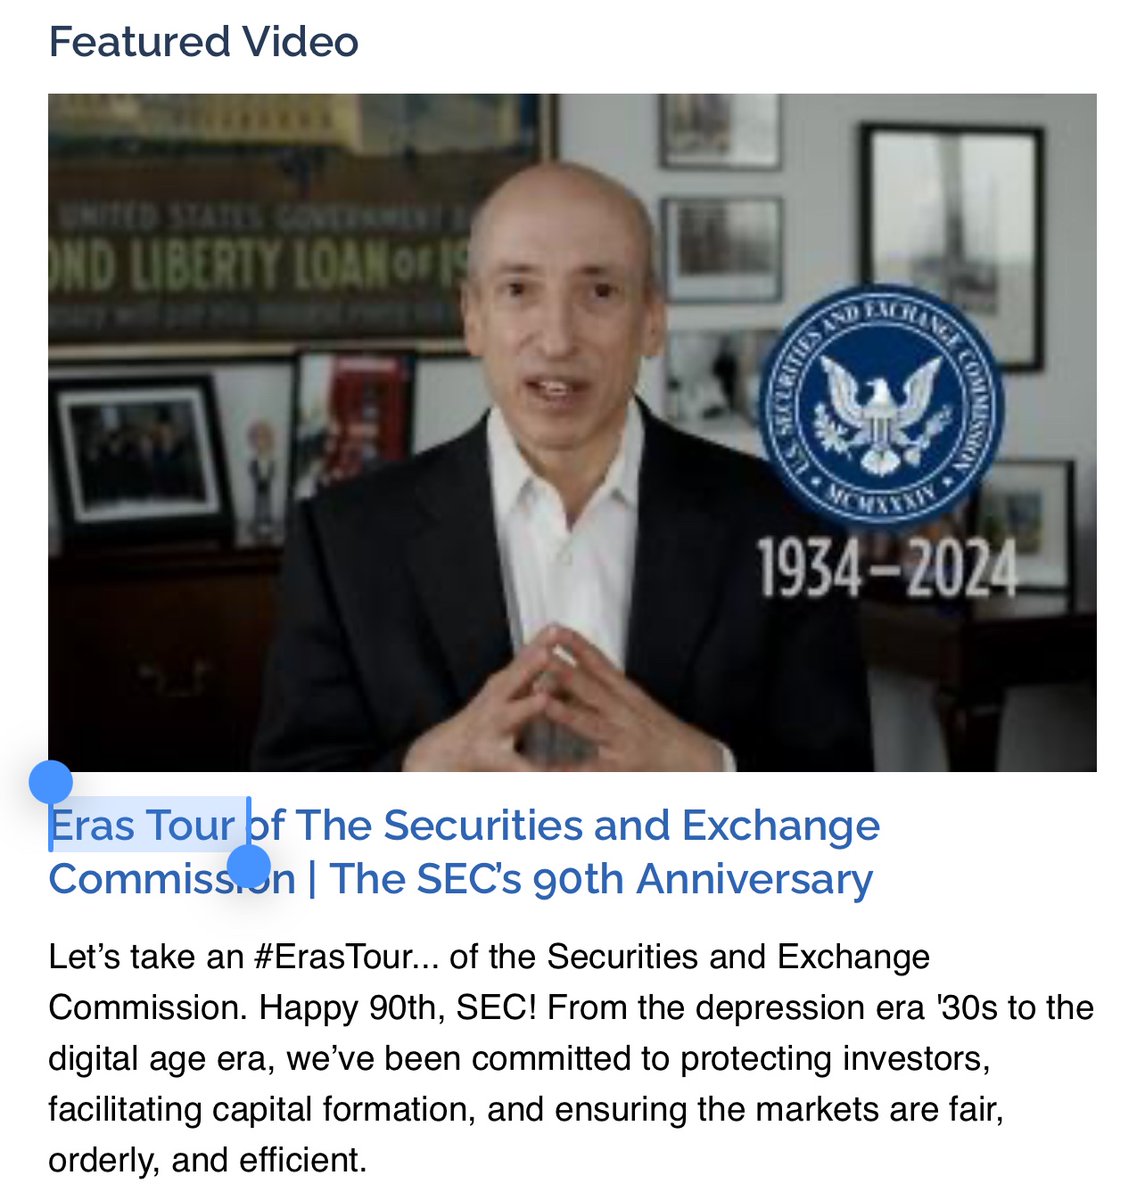 Featured Video
UNITED STATES GOVERNMENT
OND LIBERTY LOAN OF 19
U.S. SECURITIES AND EXCHANGE COMMISSION
MCMXXXIV
1934–2024
Eras Tour of The Securities and Exchange
Commission | The SEC’s 90th Anniversary
Let’s take an #ErasTour... of the Securities and Exchange
Commission. Happy 90th, SEC! From the depression era '30s to the
digital age era, we’ve been committed to protecting investors,
facilitating capital formation, and ensuring the markets are fair,
orderly, and efficient.